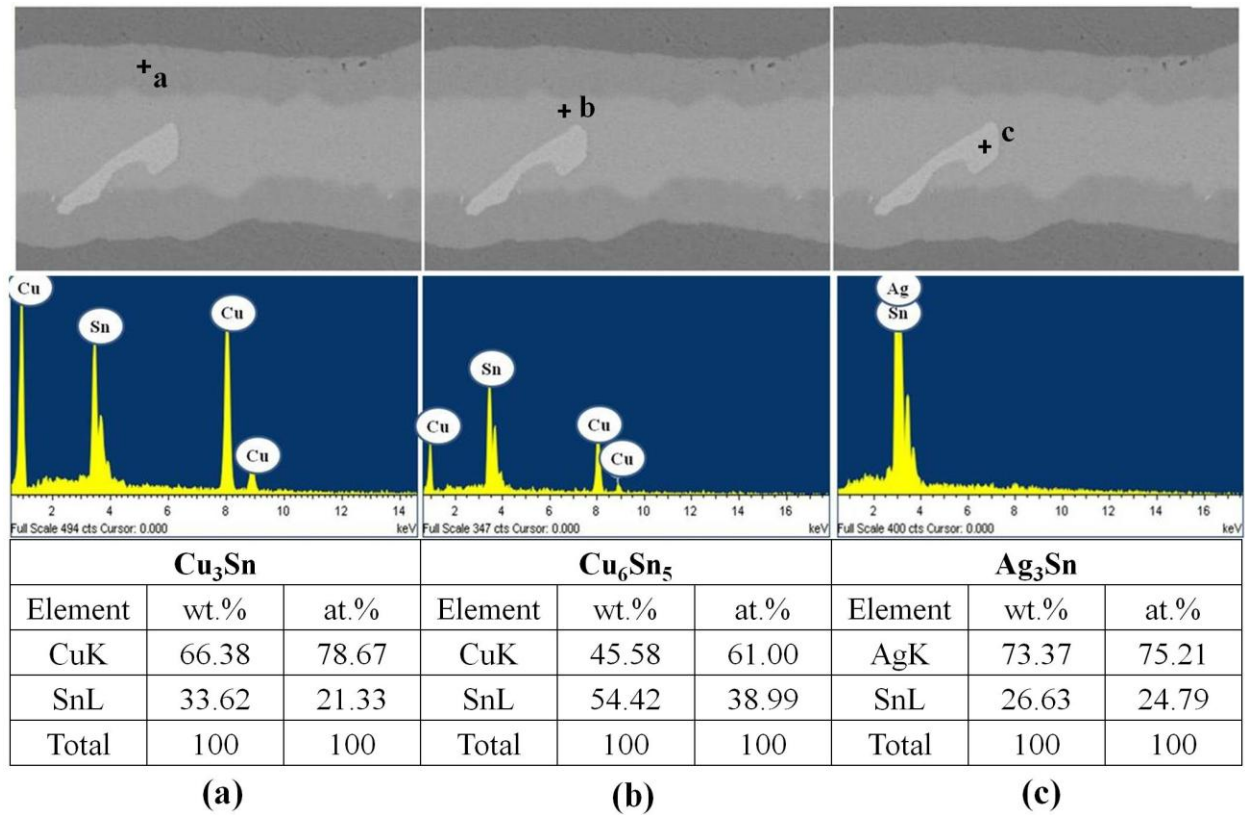 + a
+ b
+ c
Cu
Sn
Cu
Cu
2 4 6 8 10 12 14
Full Scale 494 cts Cursor: 0.000 keV
Cu
Sn
Cu
Cu
2 4 6 8 10 12 14 16
Full Scale 347 cts Cursor: 0.000 keV
Ag
Sn
2 4 6 8 10 12 14 16
Full Scale 400 cts Cursor: 0.000 keV
Cu₃Sn Cu₆Sn₅ Ag₃Sn
Element wt.% at.% Element wt.% at.% Element wt.% at.%
CuK 66.38 78.67 CuK 45.58 61.00 AgK 73.37 75.21
SnL 33.62 21.33 SnL 54.42 38.99 SnL 26.63 24.79
Total 100 100 Total 100 100 Total 100 100
(a) (b) (c)